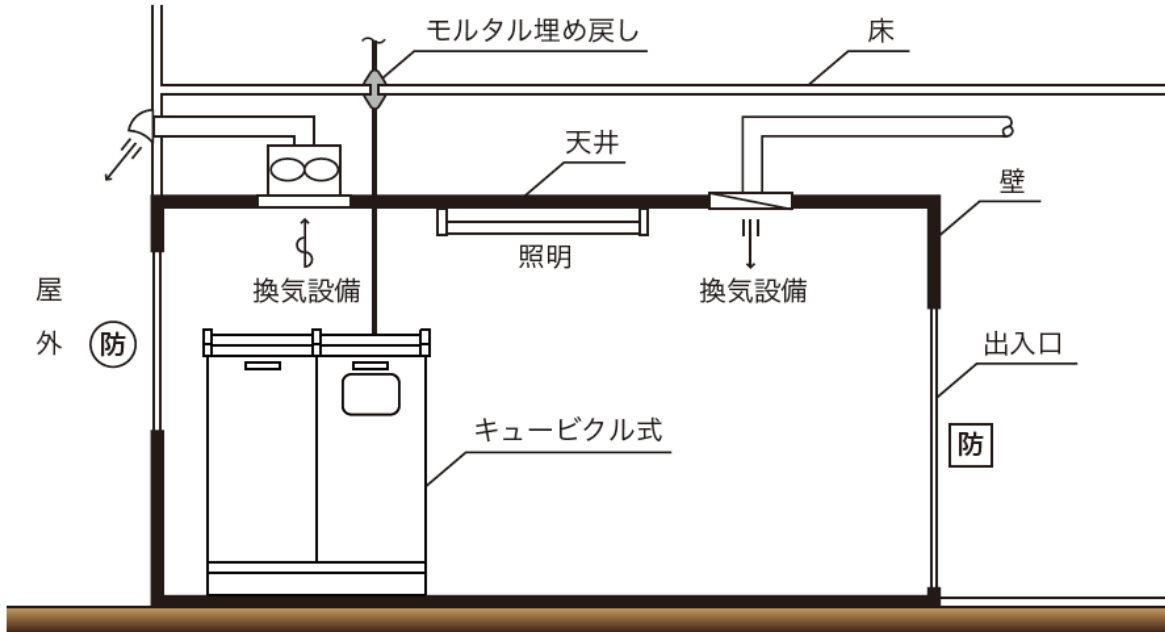 モルタル埋め戻し
床
天井
壁
照明
換気設備
換気設備
屋
外
防
出入口
キュービクル式
防